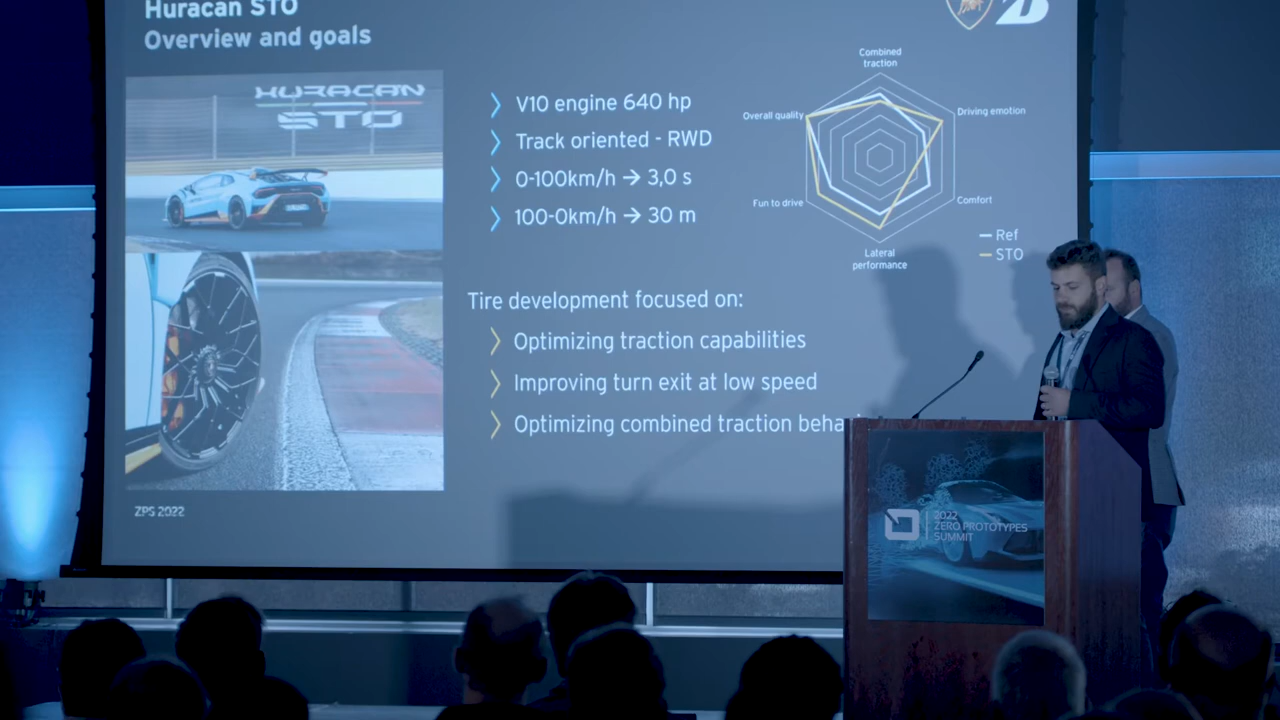 Huracan STO
Overview and goals
HURACAN
STO
V10 engine 640 hp
Track oriented - RWD
0-100km/h → 3,0 s
100-0km/h → 30 m
Combined
traction
Overall quality
Driving emotion
Fun to drive
Comfort
Lateral
performance
Ref
STO
Tire development focused on:
Optimizing traction capabilities
Improving turn exit at low speed
Optimizing combined traction beha
ZPS 2022
2022
ZERO PROTOTYPES
SUMMIT